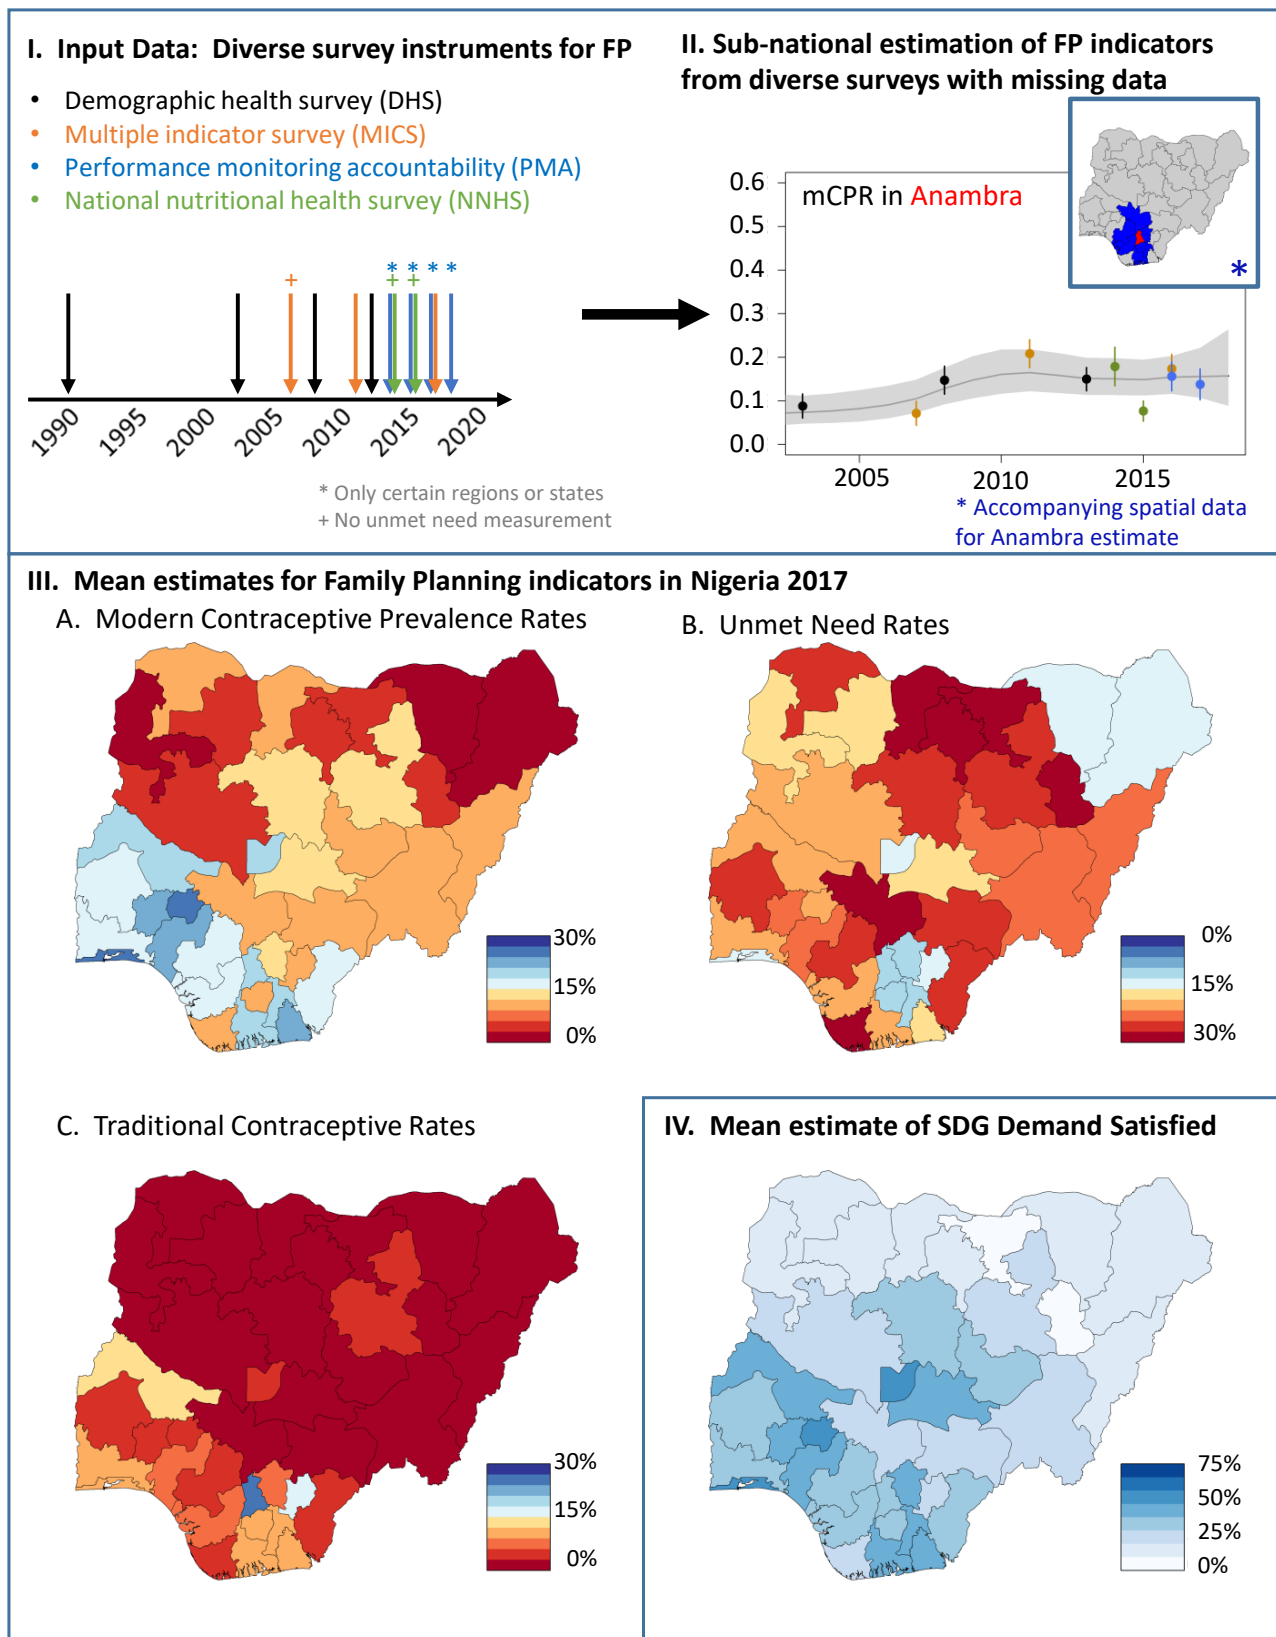 I. Input Data: Diverse survey instruments for FP
• Demographic health survey (DHS)
• Multiple indicator survey (MICS)
• Performance monitoring accountability (PMA)
• National nutritional health survey (NNHS)
* * * *
+ + +
1990 1995 2000 2005 2010 2015 2020
* Only certain regions or states
+ No unmet need measurement
II. Sub-national estimation of FP indicators
from diverse surveys with missing data
mCPR in Anambra
*
0.6
0.5
0.4
0.3
0.2
0.1
0.0
2005 2010 2015
* Accompanying spatial data
for Anambra estimate
III. Mean estimates for Family Planning indicators in Nigeria 2017
A. Modern Contraceptive Prevalence Rates
30%
15%
0%
B. Unmet Need Rates
0%
15%
30%
C. Traditional Contraceptive Rates
30%
15%
0%
IV. Mean estimate of SDG Demand Satisfied
75%
50%
25%
0%